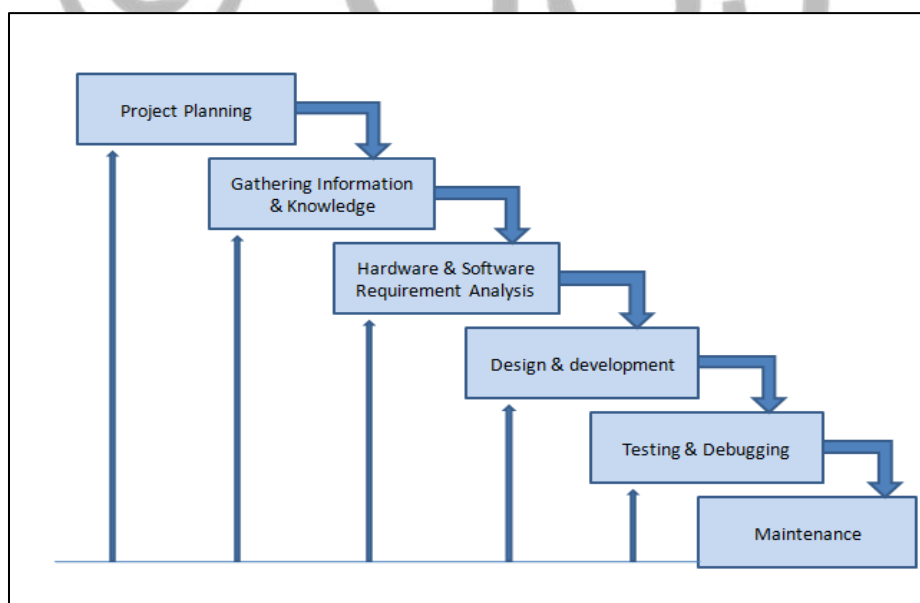 Project Planning
Gathering Information
& Knowledge
Hardware & Software
Requirement Analysis
Design & development
Testing & Debugging
Maintenance